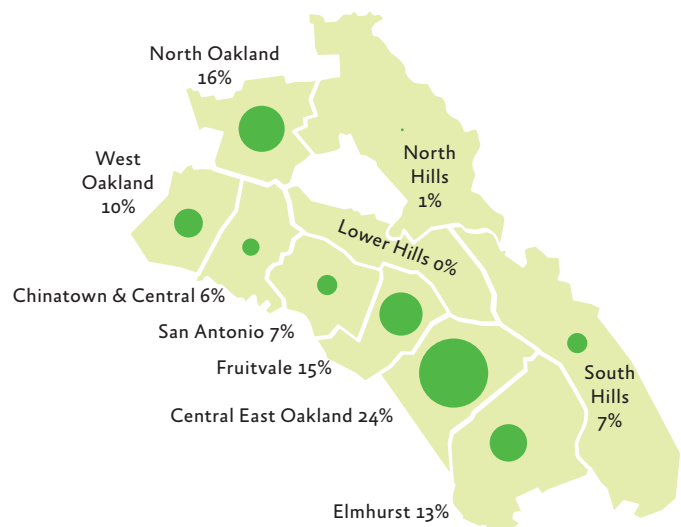 North Oakland
16%
West
Oakland
10%
North
Hills
1%
Lower Hills 0%
Chinatown & Central 6%
San Antonio 7%
Fruitvale 15%
South
Hills
7%
Central East Oakland 24%
Elmhurst 13%